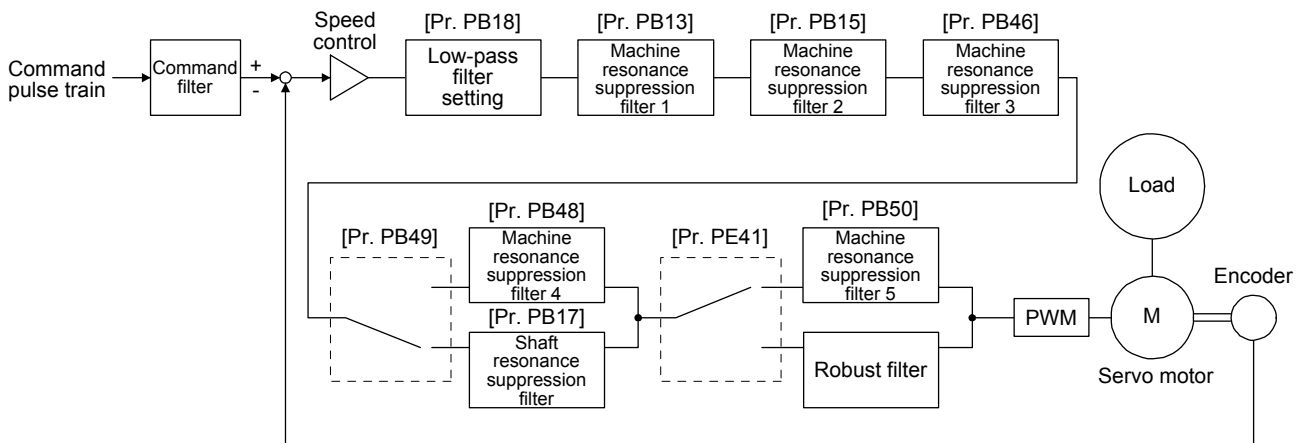 Command
pulse train
Command
filter
+
-
Speed
control
[Pr. PB18]
Low-pass
filter
setting
[Pr. PB13]
Machine
resonance
suppression
filter 1
[Pr. PB15]
Machine
resonance
suppression
filter 2
[Pr. PB46]
Machine
resonance
suppression
filter 3
Load
[Pr. PB49]
[Pr. PB48]
Machine
resonance
suppression
filter 4
[Pr. PB17]
Shaft
resonance
suppression
filter
[Pr. PE41]
[Pr. PB50]
Machine
resonance
suppression
filter 5
Robust filter
PWM
M
Servo motor
Encoder